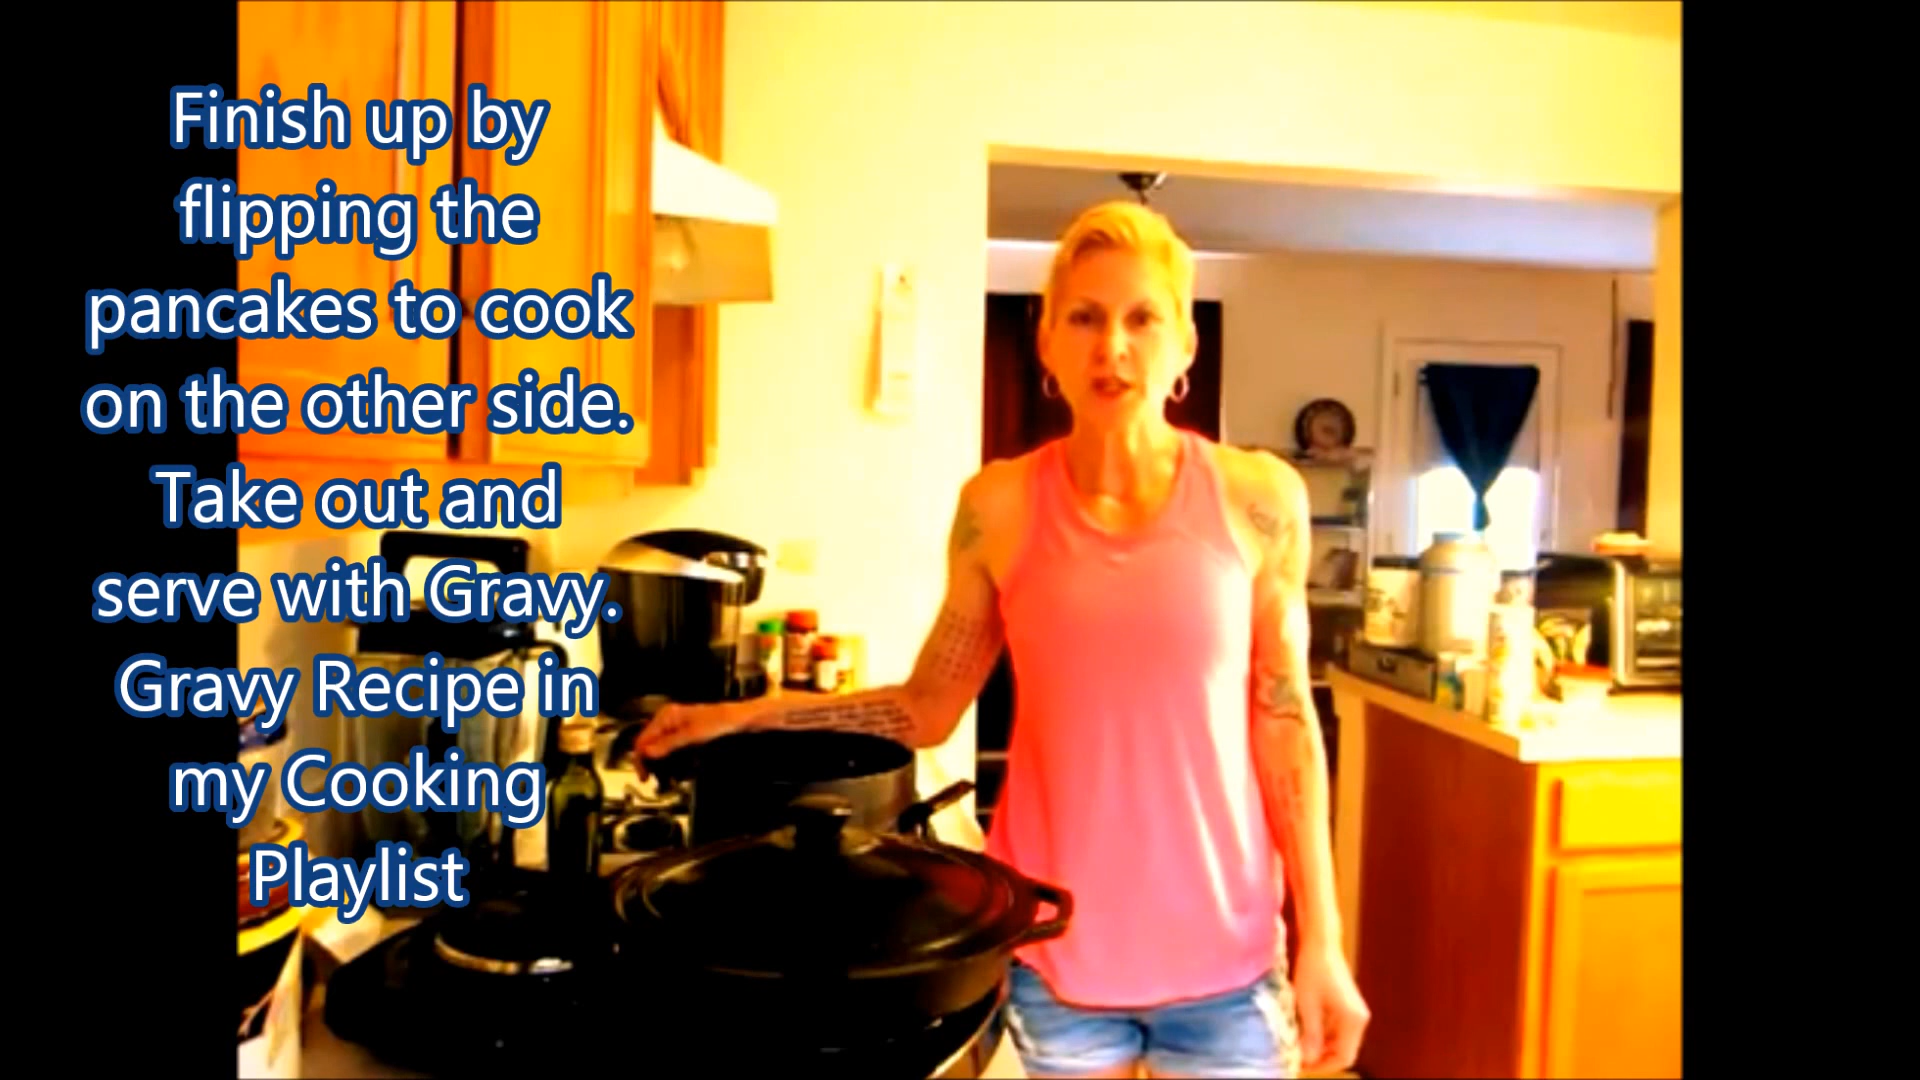 Finish up by
flipping the
pancakes to cook
on the other side.
Take out and
serve with Gravy.
Gravy Recipe in
my Cooking
Playlist